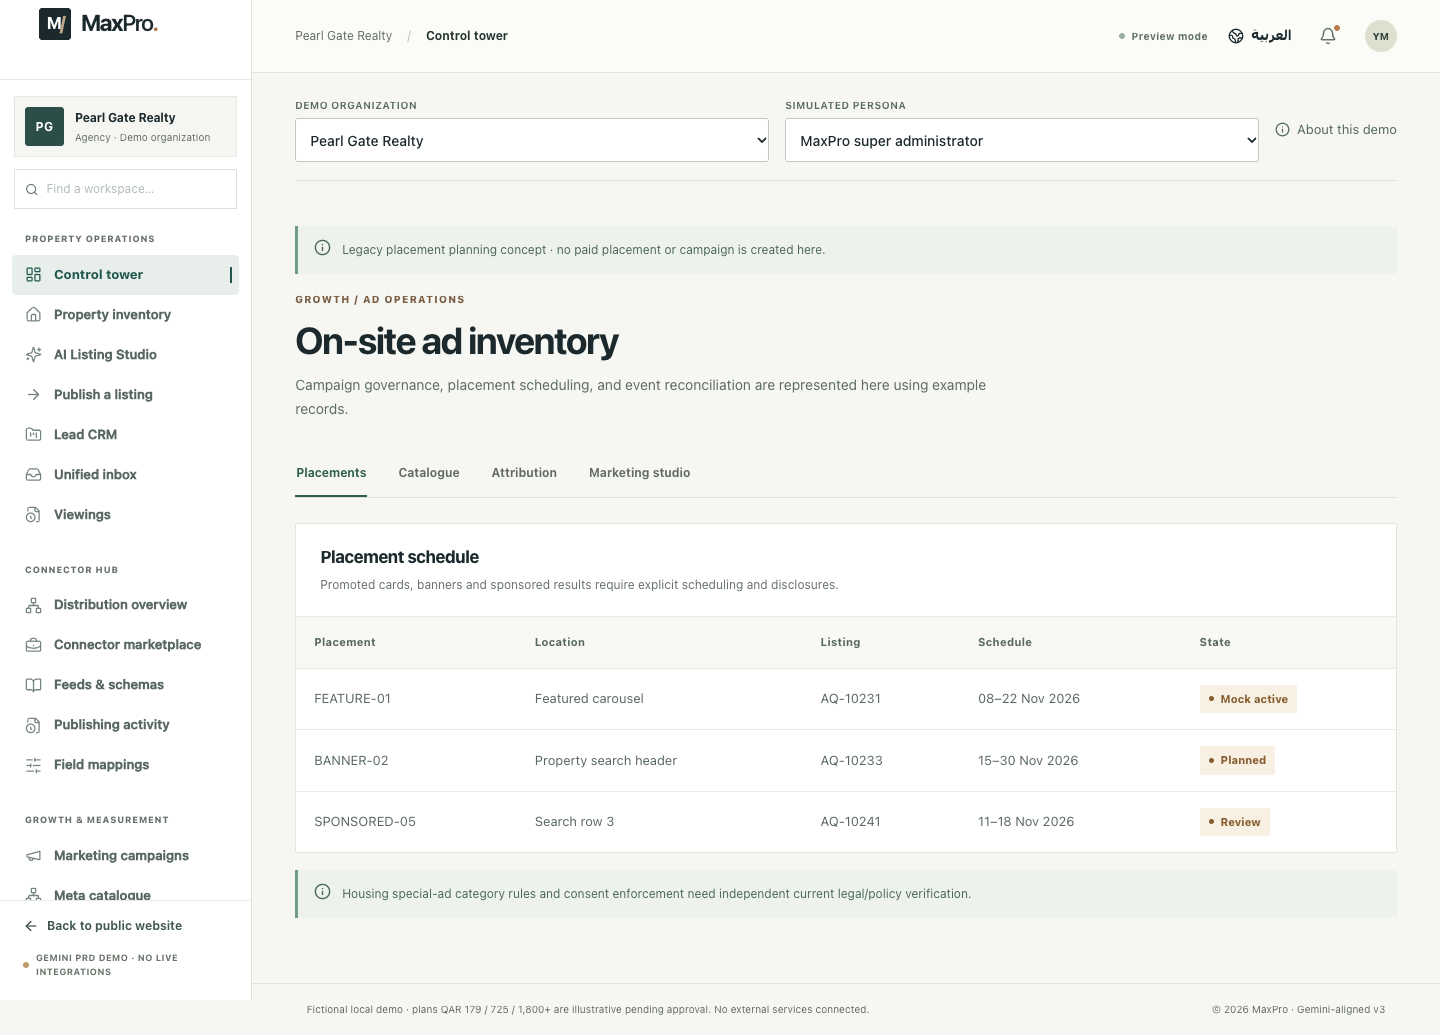 M/ MaxPro.
PG
Pearl Gate Realty
Agency · Demo organization
Find a workspace...
PROPERTY OPERATIONS
Control tower
Property inventory
AI Listing Studio
Publish a listing
Lead CRM
Unified inbox
Viewings
CONNECTOR HUB
Distribution overview
Connector marketplace
Feeds & schemas
Publishing activity
Field mappings
GROWTH & MEASUREMENT
Marketing campaigns
Meta catalogue
Back to public website
GEMINI PRD DEMO · NO LIVE
INTEGRATIONS
Pearl Gate Realty / Control tower
Preview mode
العربية
YM
DEMO ORGANIZATION
Pearl Gate Realty
SIMULATED PERSONA
MaxPro super administrator
About this demo
Legacy placement planning concept · no paid placement or campaign is created here.
GROWTH / AD OPERATIONS
On-site ad inventory
Campaign governance, placement scheduling, and event reconciliation are represented here using example
records.
Placements Catalogue Attribution Marketing studio
Placement schedule
Promoted cards, banners and sponsored results require explicit scheduling and disclosures.
Placement Location Listing Schedule State
FEATURE-01 Featured carousel AQ-10231 08–22 Nov 2026 Mock active
BANNER-02 Property search header AQ-10233 15–30 Nov 2026 Planned
SPONSORED-05 Search row 3 AQ-10241 11–18 Nov 2026 Review
Housing special-ad category rules and consent enforcement need independent current legal/policy verification.
Fictional local demo · plans QAR 179 / 725 / 1,800+ are illustrative pending approval. No external services connected.
© 2026 MaxPro · Gemini-aligned v3